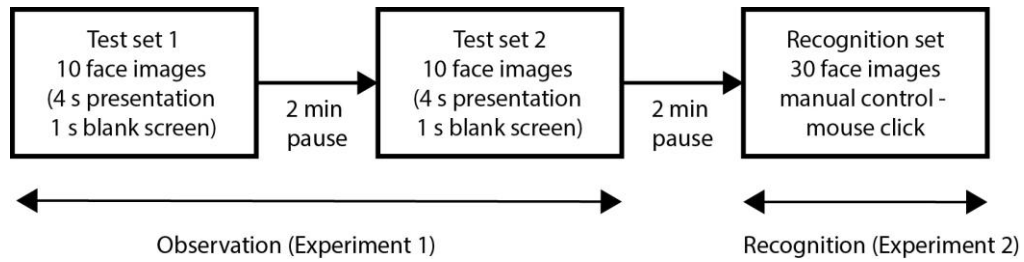 Test set 1
10 face images
(4 s presentation
1 s blank screen)
2 min
pause
Test set 2
10 face images
(4 s presentation
1 s blank screen)
2 min
pause
Recognition set
30 face images
manual control -
mouse click
Observation (Experiment 1)
Recognition (Experiment 2)